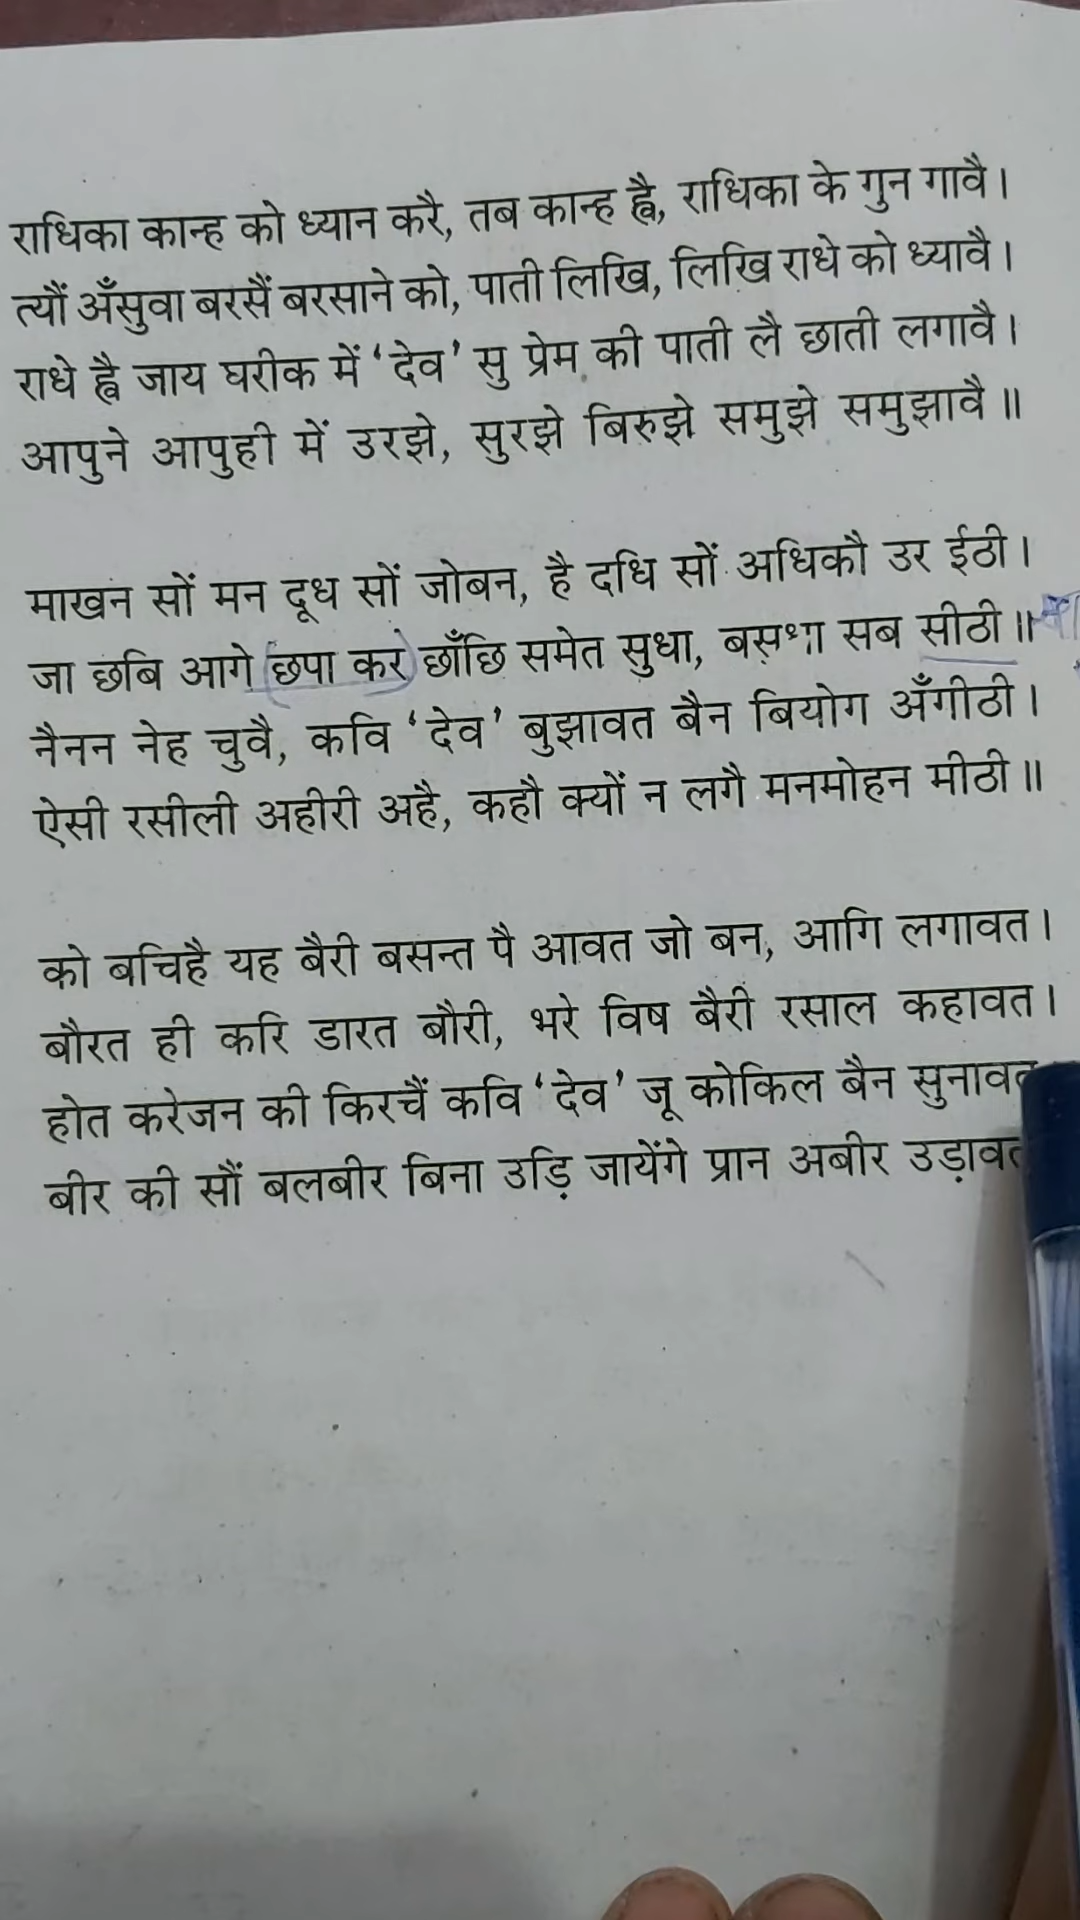 राधिका कान्ह को ध्यान करै, तब कान्ह ह्वै, राधिका के गुन गावै।
त्यौं अँसुवा बरसैं बरसाने को, पाती लिखि, लिखि राधे को ध्यावै।
राधे ह्वै जाय घरीक में ‘देव’ सु प्रेम की पाती लै छाती लगावै।
आपुने आपुही में उरझे, सुरझे बिरुझे समुझे समुझावै॥
माखन सों मन दूध सों जोबन, है दधि सों अधिकौ उर ईठी।
जा छबि आगे छपा कर छाँछि समेत सुधा, बसुधा सब सीठी॥
नैनन नेह चुवै, कवि ‘देव’ बुझावत बैन बियोग अँगीठी।
ऐसी रसीली अहीरी अहै, कहौ क्यों न लगै मनमोहन मीठी॥
को बचिहै यह बैरी बसन्त पै आवत जो बन, आगि लगावत।
बौरत ही करि डारत बौरी, भरे विष बैरी रसाल कहावत।
होत करेजन की किरचैं कवि ‘देव’ जू कोकिल बैन सुनावत
बीर की सौं बलबीर बिना उड़ि जायेंगे प्रान अबीर उड़ावत